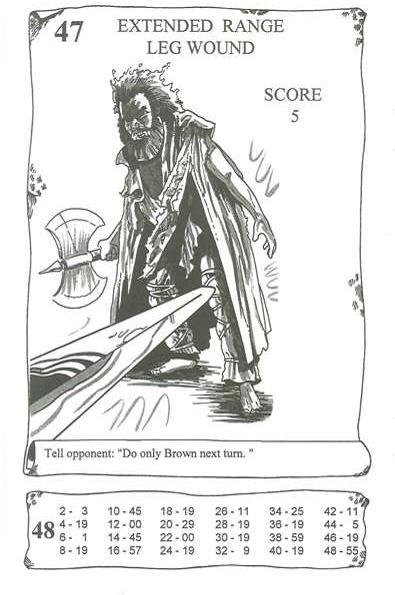 47
EXTENDED RANGE
LEG WOUND
SCORE
5
Tell opponent: "Do only Brown next turn. "
48
2 - 3 10 - 45 18 - 19 26 - 11 34 - 25 42 - 11
4 - 19 12 - 00 20 - 29 28 - 19 36 - 19 44 - 5
6 - 1 14 - 45 22 - 19 30 - 19 38 - 59 46 - 19
8 - 19 16 - 57 24 - 19 32 - 9 40 - 19 48 - 55